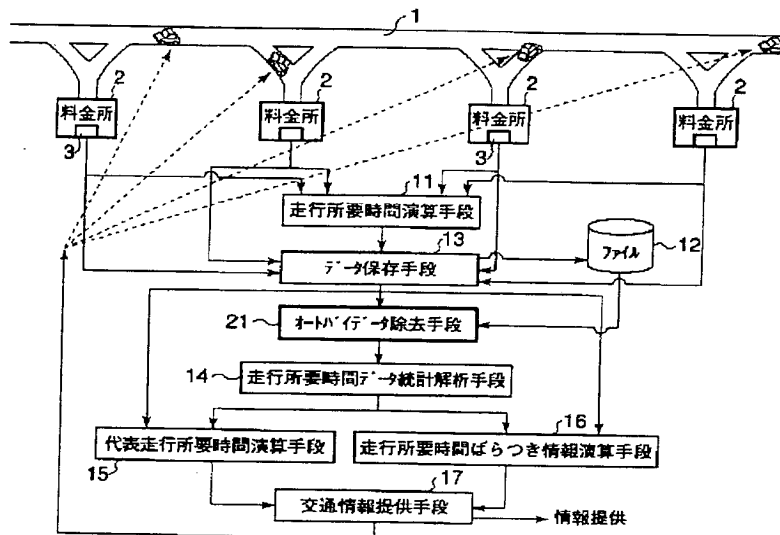 1
2
料金所
3
2
料金所
2
料金所
3
2
料金所
11
走行所要時間演算手段
13
データ保存手段
ファイル
12
21
オートバイデータ除去手段
14
走行所要時間データ統計解析手段
16
代表走行所要時間演算手段
15
走行所要時間ばらつき情報演算手段
17
交通情報提供手段
情報提供